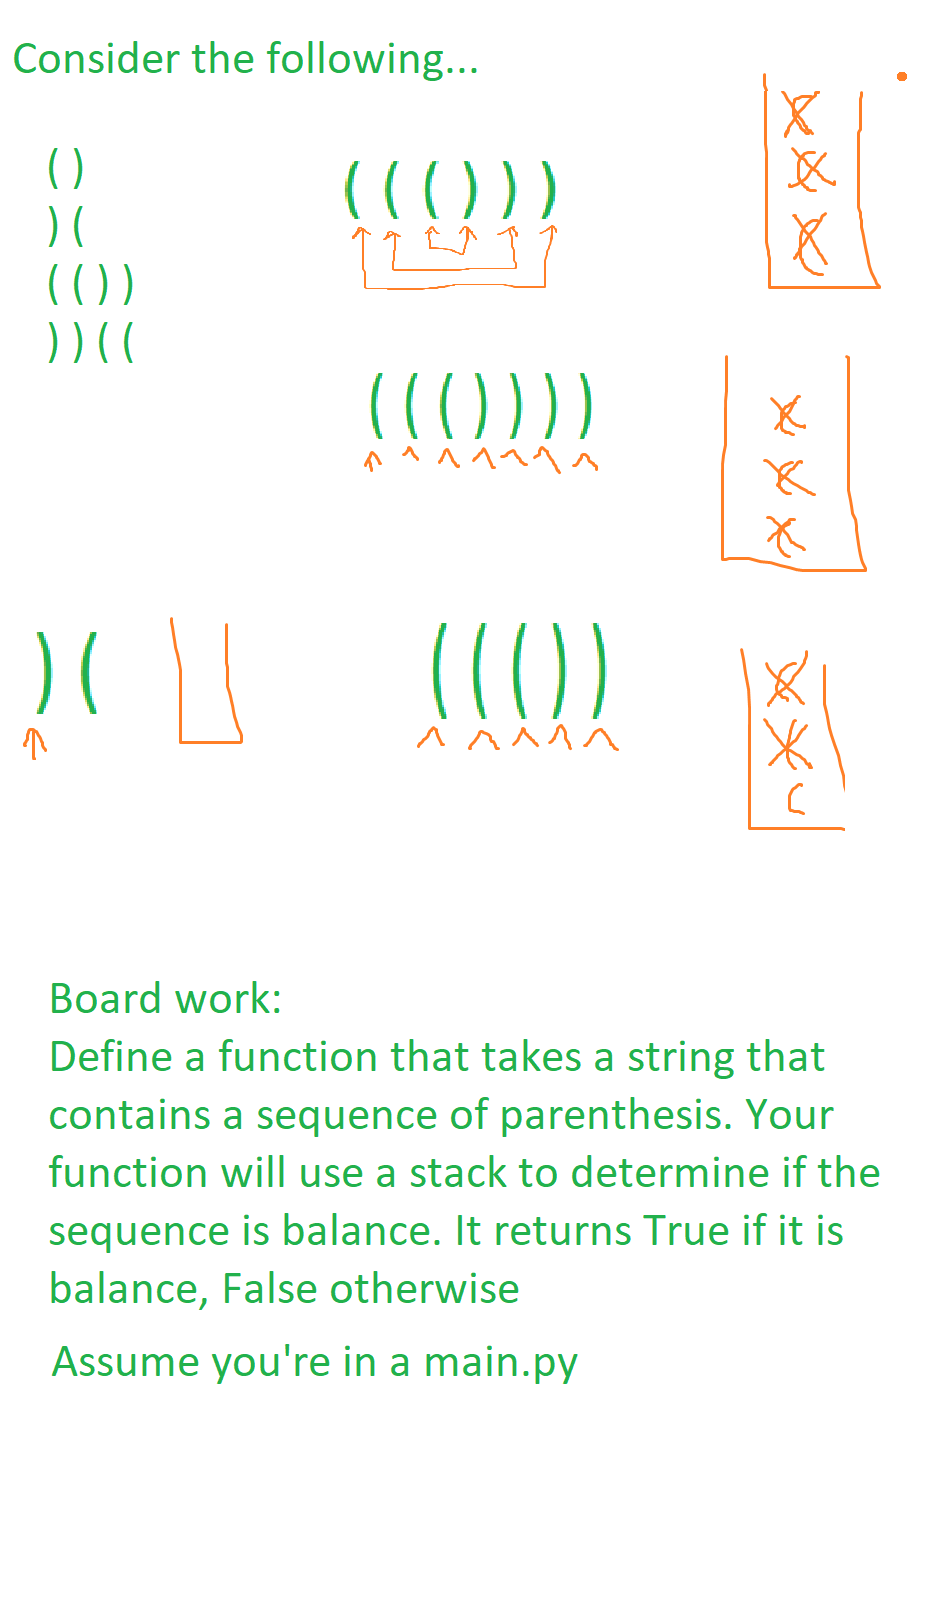 Consider the following...
( )
) (
( ( ) )
) ) ( (
( ( ( ) ) )
( ( ( ) ) ) )
) (
( ( ( ) )
(
(
(
(
(
(
(
(
(
Board work:
Define a function that takes a string that
contains a sequence of parenthesis. Your
function will use a stack to determine if the
sequence is balance. It returns True if it is
balance, False otherwise
Assume you're in a main.py